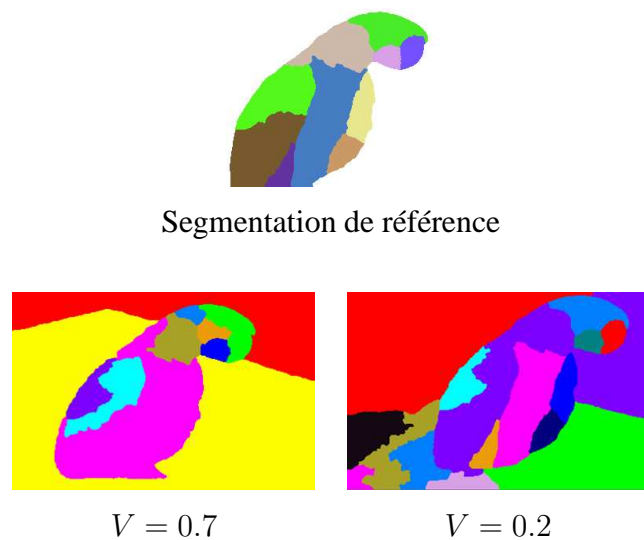 Segmentation de référence
V = 0.7
V = 0.2